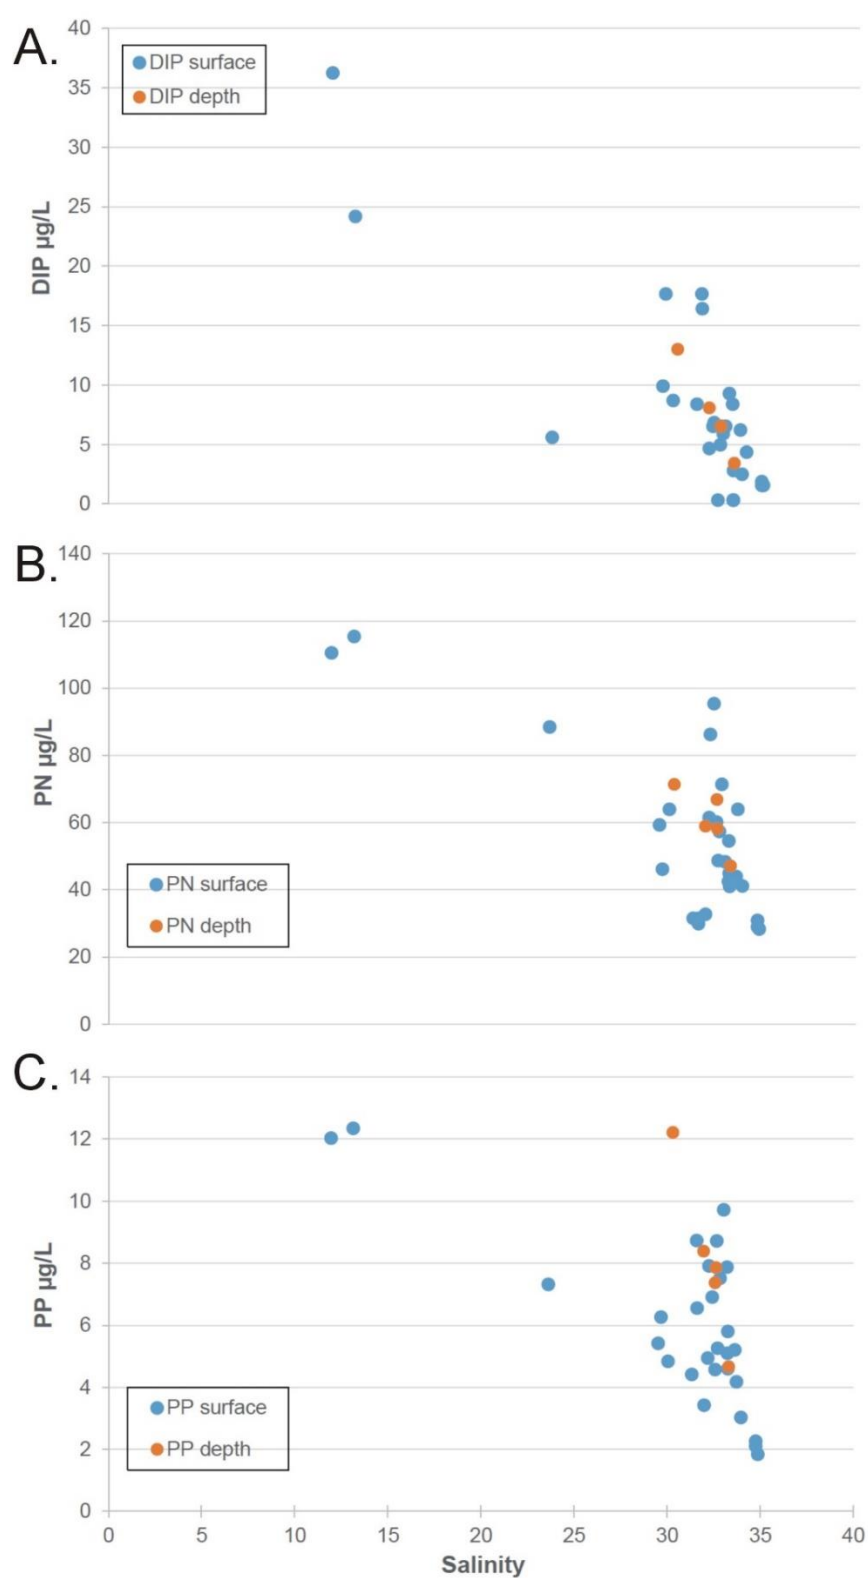 A.
40
35
30
25
20
15
10
5
0
DIP µg/L
DIP surface
DIP depth
B.
140
120
100
80
60
40
20
0
PN µg/L
PN surface
PN depth
C.
14
12
10
8
6
4
2
0
PP µg/L
PP surface
PP depth
0 5 10 15 20 25 30 35 40
Salinity